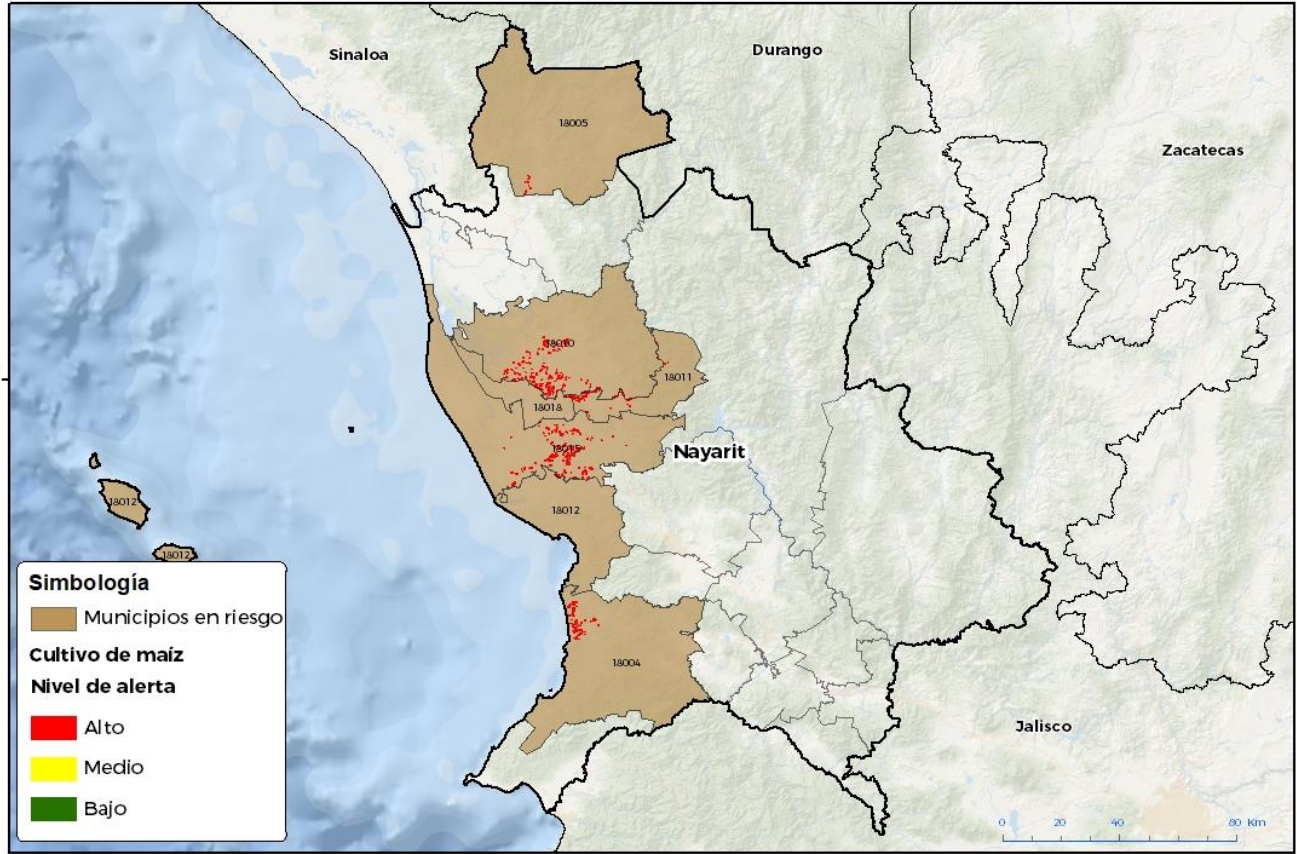 Sinaloa
Durango
Zacatecas
18005
18010
18011
18018
18015
Nayarit
18012
18012
18012
18004
Jalisco
Simbología
Municipios en riesgo
Cultivo de maíz
Nivel de alerta
Alto
Medio
Bajo
0 20 40 80 Km